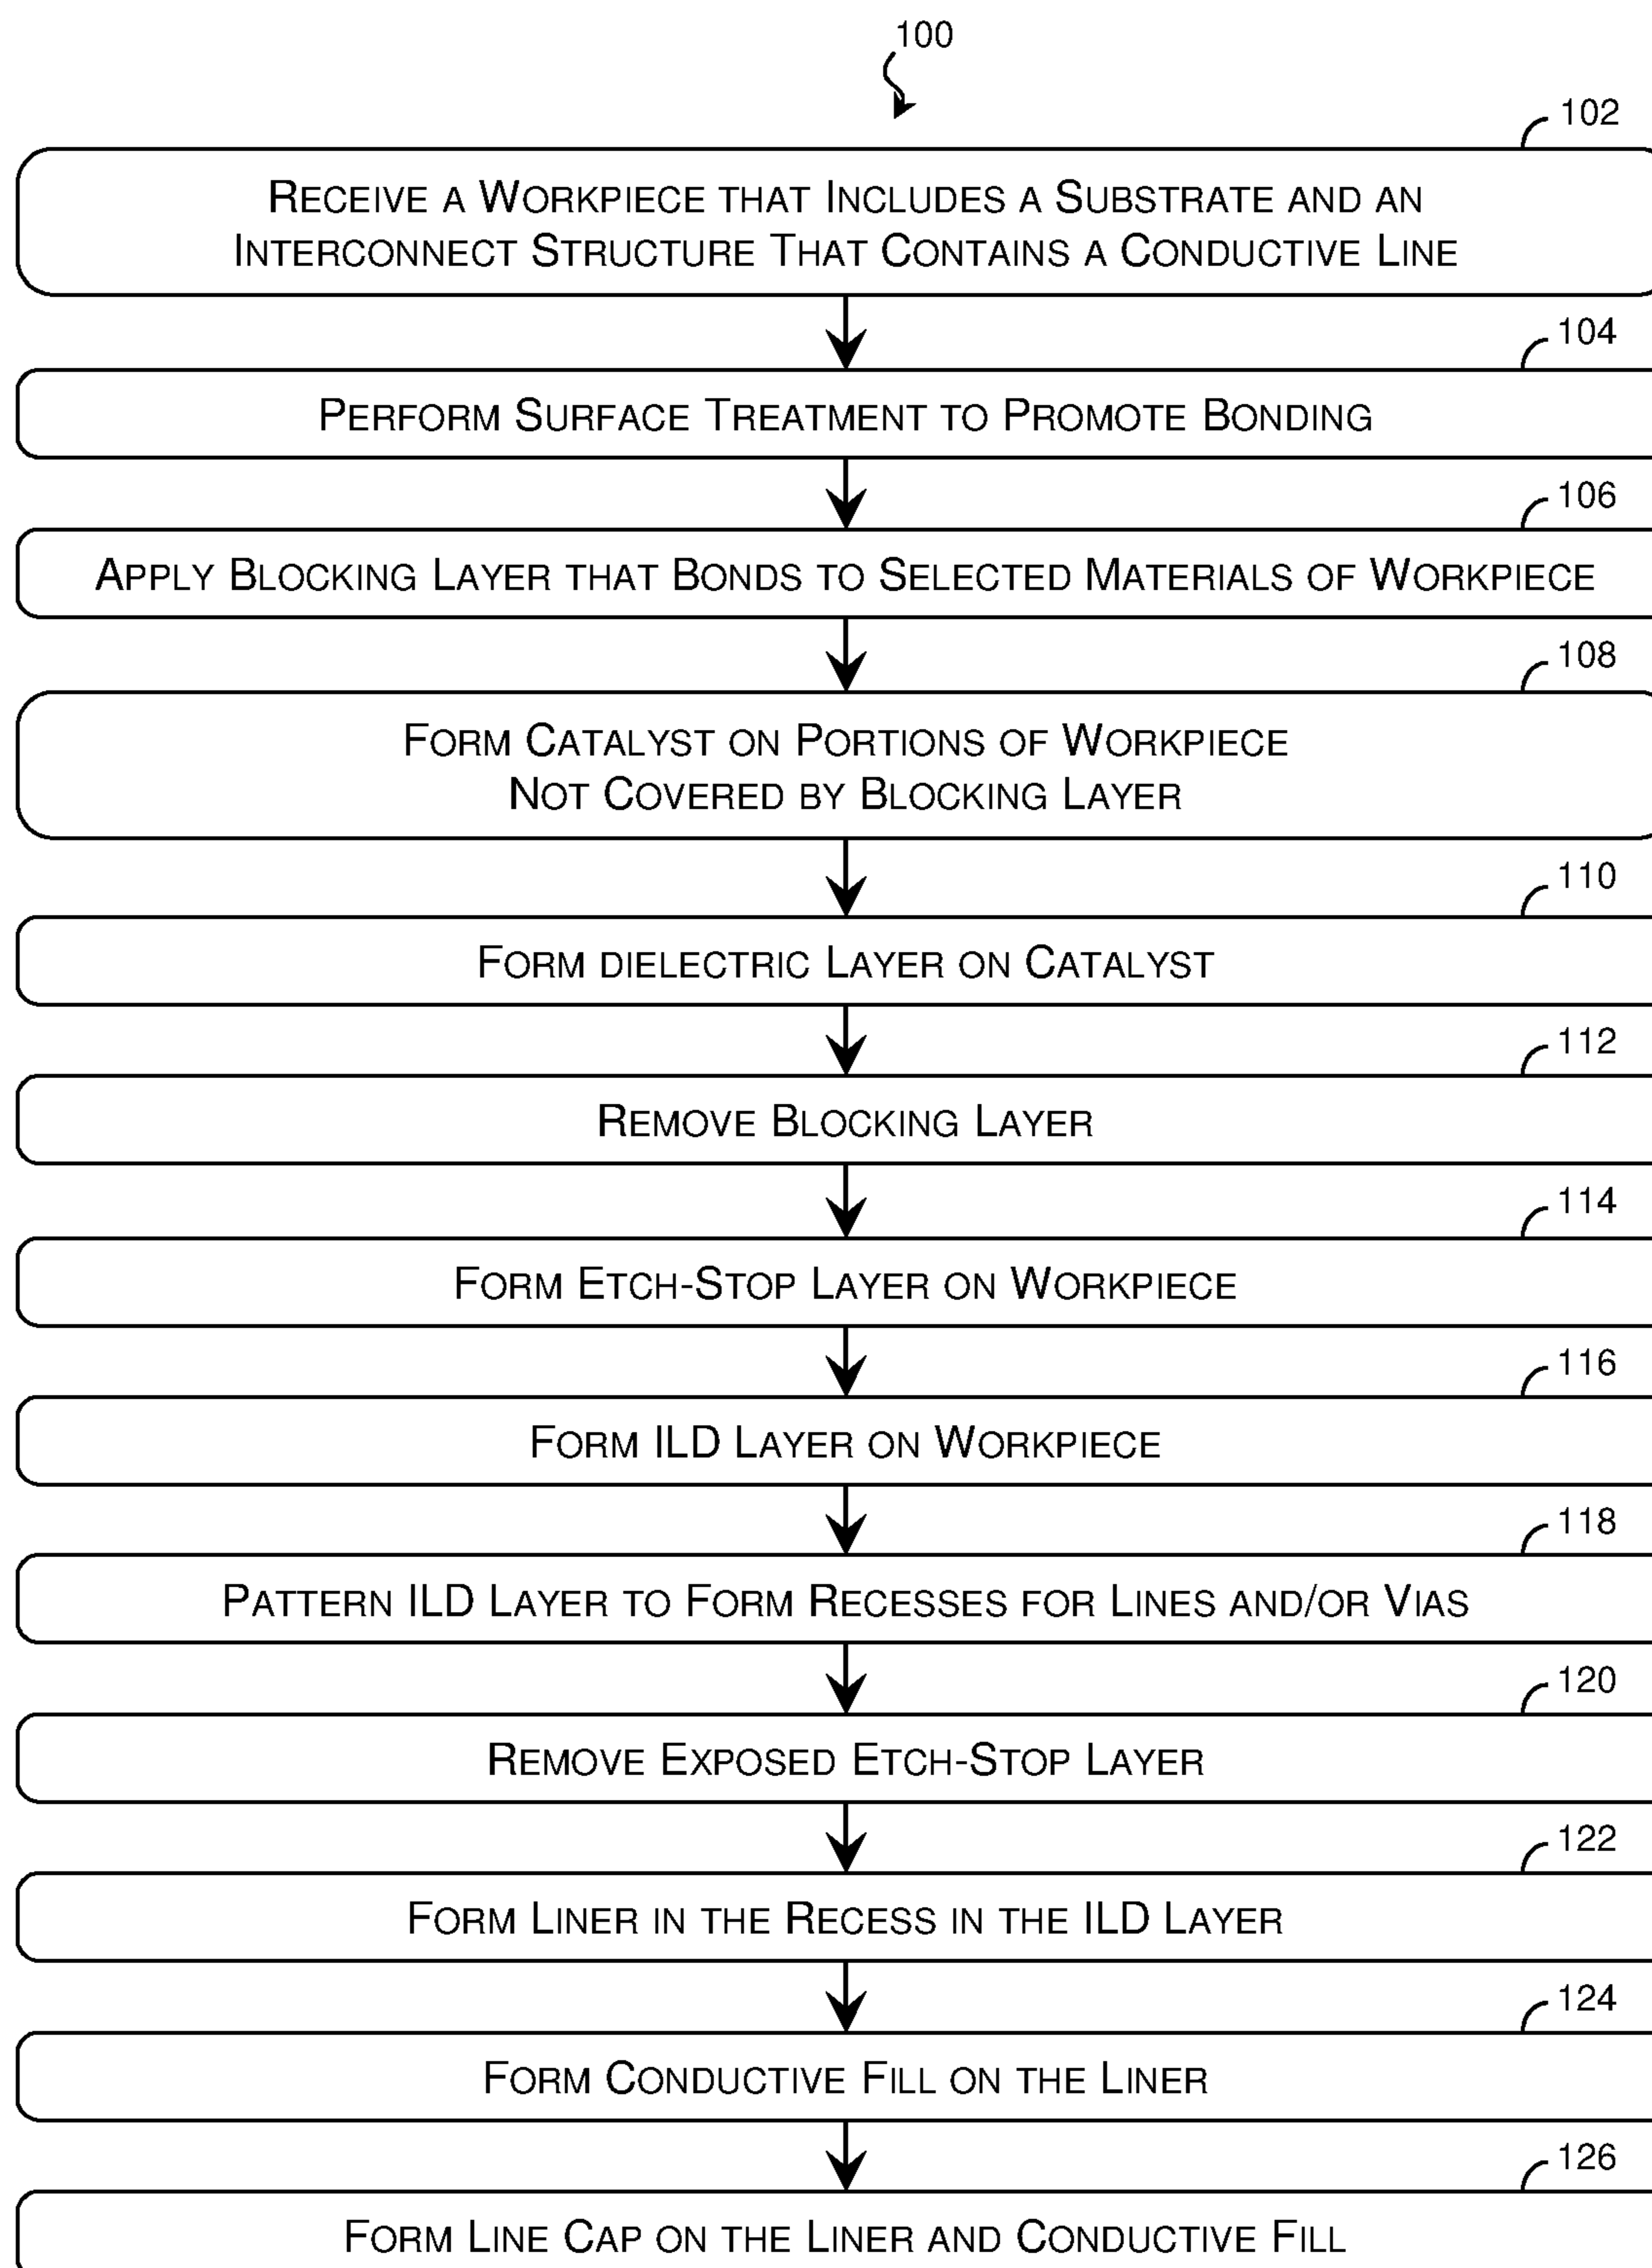 100
102
Receive a Workpiece that Includes a Substrate and an
Interconnect Structure That Contains a Conductive Line
104
Perform Surface Treatment to Promote Bonding
106
Apply Blocking Layer that Bonds to Selected Materials of Workpiece
108
Form Catalyst on Portions of Workpiece
Not Covered by Blocking Layer
110
Form dielectric Layer on Catalyst
112
Remove Blocking Layer
114
Form Etch-Stop Layer on Workpiece
116
Form ILD Layer on Workpiece
118
Pattern ILD Layer to Form Recesses for Lines and/or Vias
120
Remove Exposed Etch-Stop Layer
122
Form Liner in the Recess in the ILD Layer
124
Form Conductive Fill on the Liner
126
Form Line Cap on the Liner and Conductive Fill